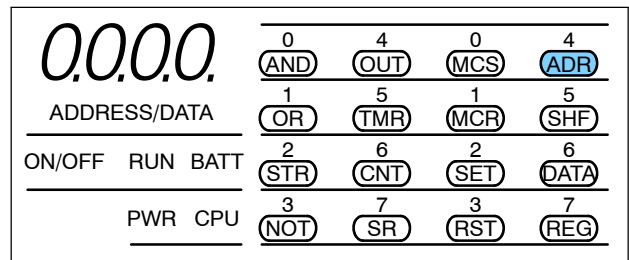 0.0.0.0.
0 4 0 4
AND OUT MCS ADR
ADDRESS/DATA
1 5 1 5
OR TMR MCR SHF
ON/OFF RUN BATT
2 6 2 6
STR CNT SET DATA
PWR CPU
3 7 3 7
NOT SR RST REG